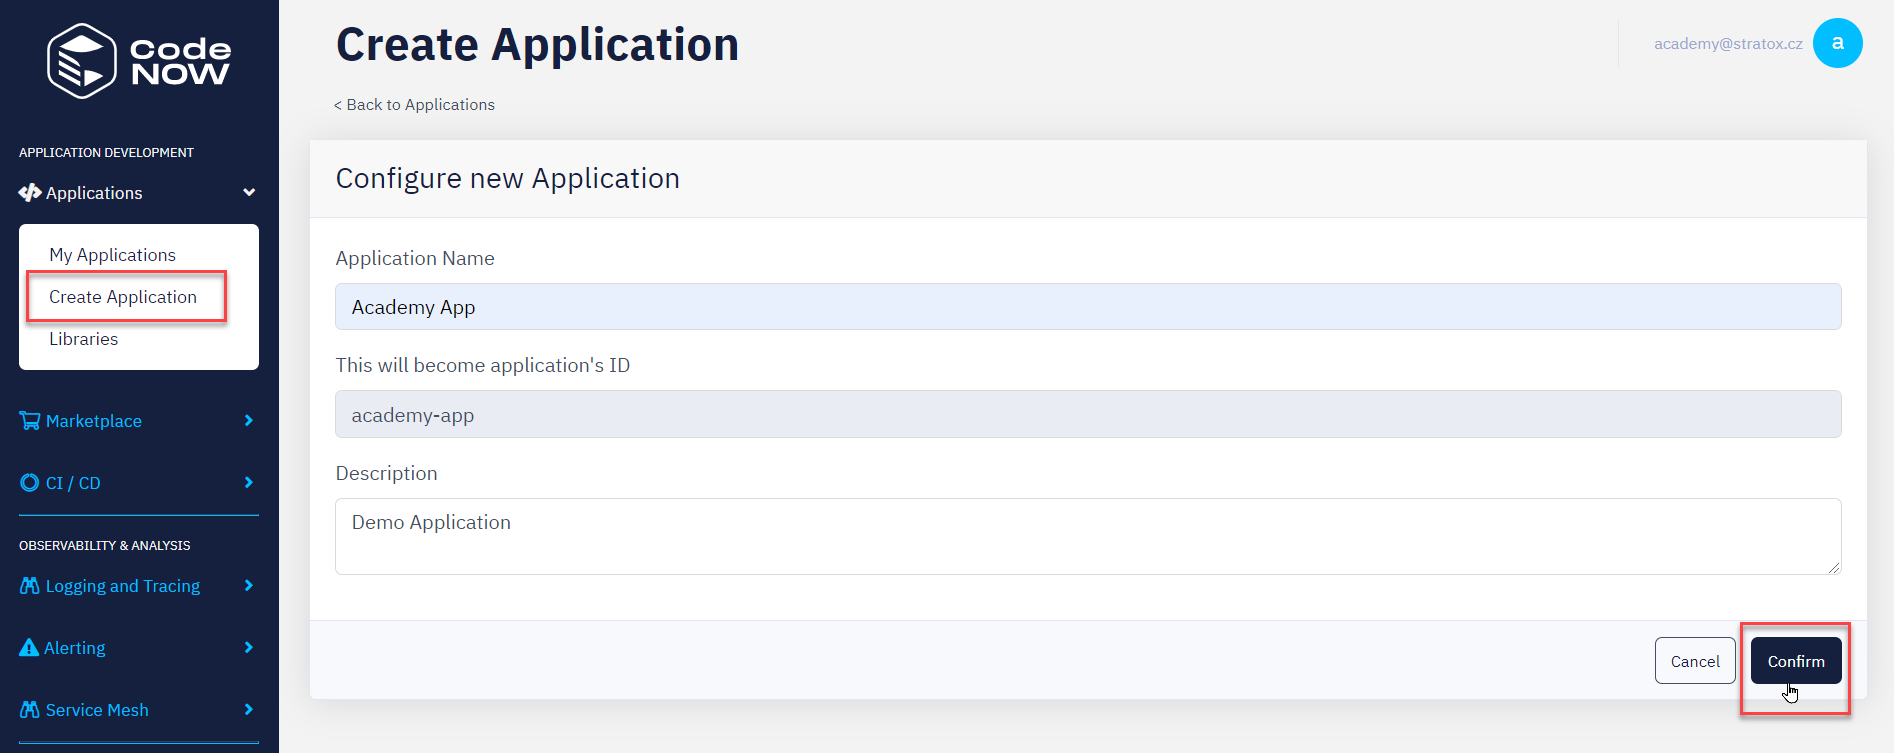 Code
NOW
APPLICATION DEVELOPMENT
Applications
My Applications
Create Application
Libraries
Marketplace
CI / CD
OBSERVABILITY & ANALYSIS
Logging and Tracing
Alerting
Service Mesh
Create Application
academy@stratox.cz
a
< Back to Applications
Configure new Application
Application Name
Academy App
This will become application's ID
academy-app
Description
Demo Application
Cancel
Confirm